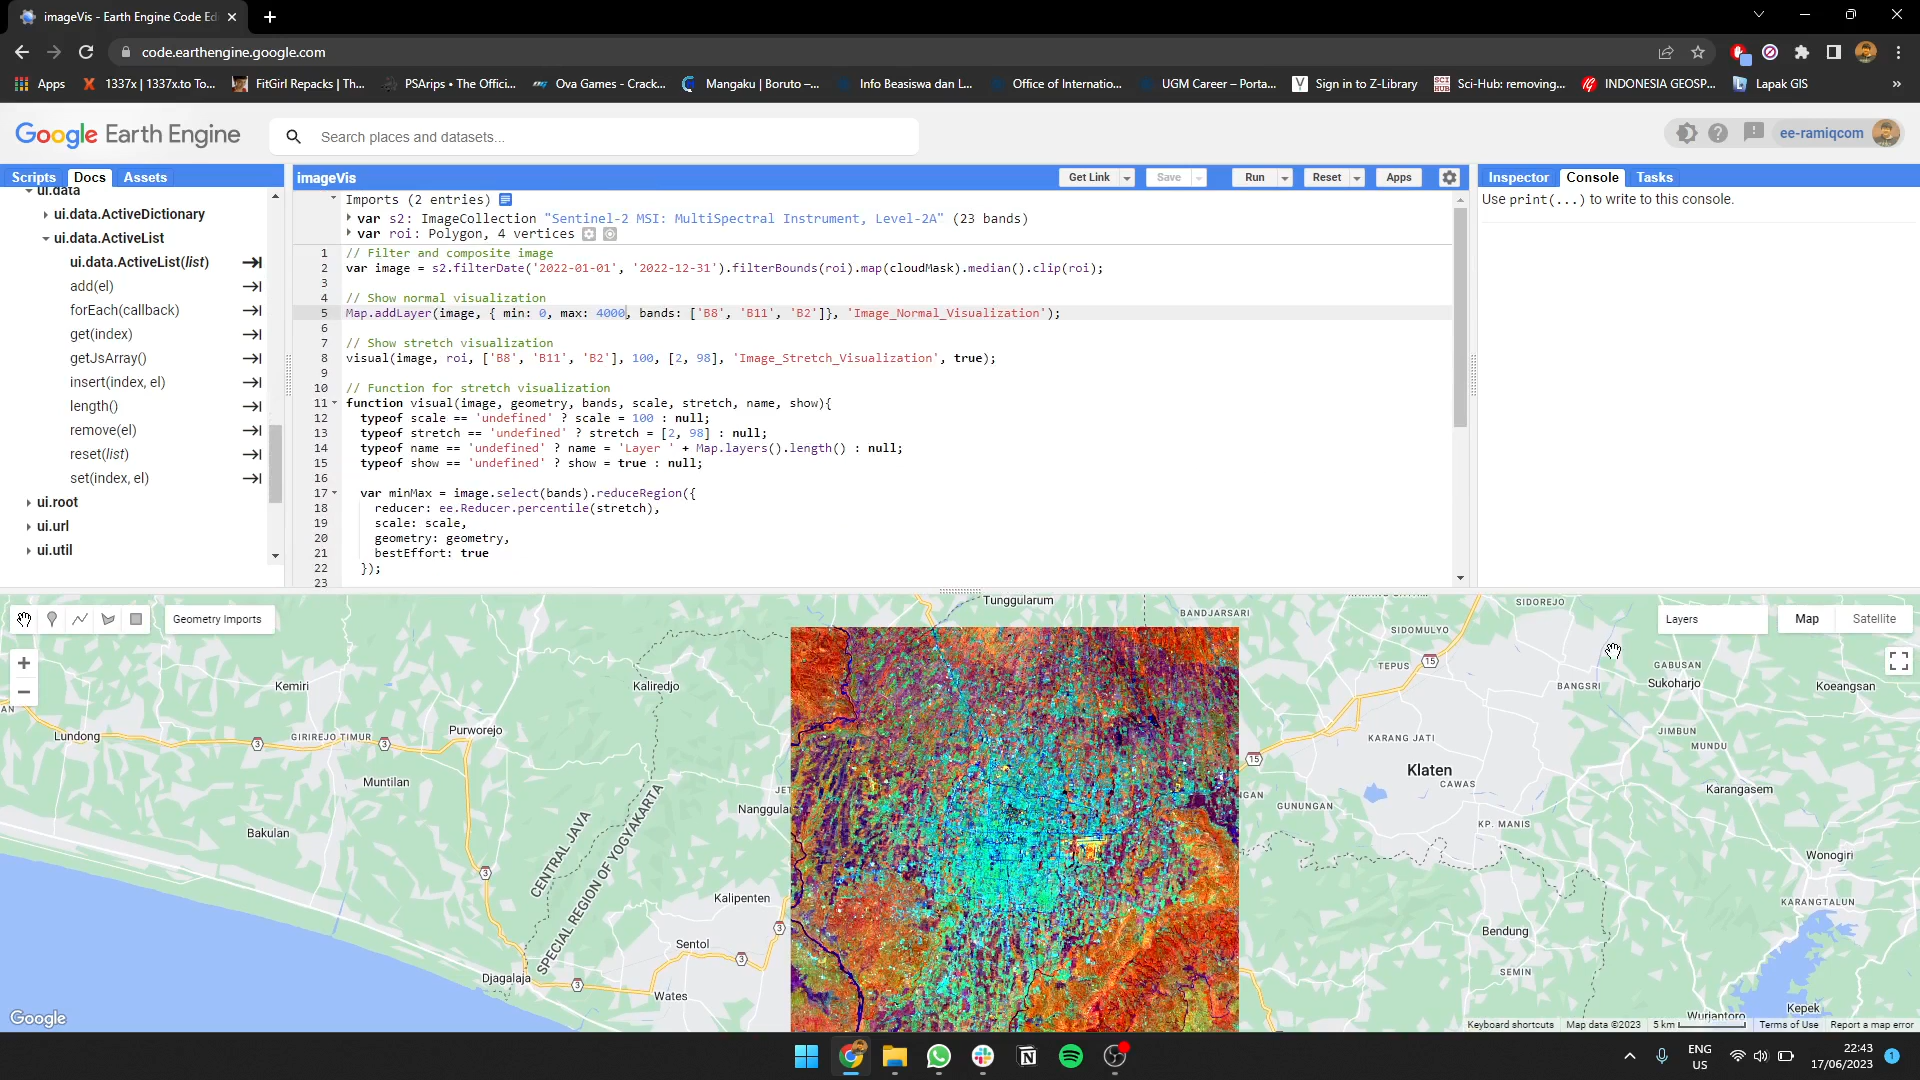 imageVis - Earth Engine Code Ed
code.earthengine.google.com
Apps
1337x | 1337x.to To...
FitGirl Repacks | Th...
PSArips • The Offici...
Ova Games - Crack...
Mangaku | Boruto –...
Info Beasiswa dan L...
Office of Internatio...
UGM Career – Porta...
Sign in to Z-Library
Sci-Hub: removing...
INDONESIA GEOSP...
Lapak GIS
Google Earth Engine
Search places and datasets...
ee-ramiqcom
Scripts
Docs
Assets
ui.data
ui.data.ActiveDictionary
ui.data.ActiveList
ui.data.ActiveList(list)
add(el)
forEach(callback)
get(index)
getJsArray()
insert(index, el)
length()
remove(el)
reset(list)
set(index, el)
ui.root
ui.url
ui.util
imageVis
Get Link
Save
Run
Reset
Apps
Imports (2 entries)
var s2: ImageCollection "Sentinel-2 MSI: MultiSpectral Instrument, Level-2A" (23 bands)
var roi: Polygon, 4 vertices
1 // Filter and composite image
2 var image = s2.filterDate('2022-01-01', '2022-12-31').filterBounds(roi).map(cloudMask).median().clip(roi);
3
4 // Show normal visualization
5 Map.addLayer(image, { min: 0, max: 4000, bands: ['B8', 'B11', 'B2']}, 'Image_Normal_Visualization');
6
7 // Show stretch visualization
8 visual(image, roi, ['B8', 'B11', 'B2'], 100, [2, 98], 'Image_Stretch_Visualization', true);
9
10 // Function for stretch visualization
11 function visual(image, geometry, bands, scale, stretch, name, show){
12 typeof scale == 'undefined' ? scale = 100 : null;
13 typeof stretch == 'undefined' ? stretch = [2, 98] : null;
14 typeof name == 'undefined' ? name = 'Layer ' + Map.layers().length() : null;
15 typeof show == 'undefined' ? show = true : null;
16
17 var minMax = image.select(bands).reduceRegion({
18 reducer: ee.Reducer.percentile(stretch),
19 scale: scale,
20 geometry: geometry,
21 bestEffort: true
22 });
23
Inspector
Console
Tasks
Use print(...) to write to this console.
Geometry Imports
Layers
Map
Satellite
Tunggularum
BANDJARSARI
SIDOREJO
SIDOMULYO
TEPUS
15
GABUSAN
Sukoharjo
BANGSRI
Koeangsan
Kemiri
Kaliredjo
Purworejo
Lundong
3
GIRIREJO TIMUR
3
Muntilan
Bakulan
Nanggulan
CENTRAL JAVA
SPECIAL REGION OF YOGYAKARTA
3
Kalipenten
3
Sentol
3
Djagalaja
3
Wates
15
KARANG JATI
JIMBUN
MUNDU
Klaten
CAWAS
GUNUNGAN
Karangasem
KP. MANIS
Wonogiri
KARANGTALUN
Bendung
SEMIN
Kepek
Wuriantoro
Google
Keyboard shortcuts
Map data ©2023
5 km
Terms of Use
Report a map error
ENG
US
22:43
17/06/2023
1